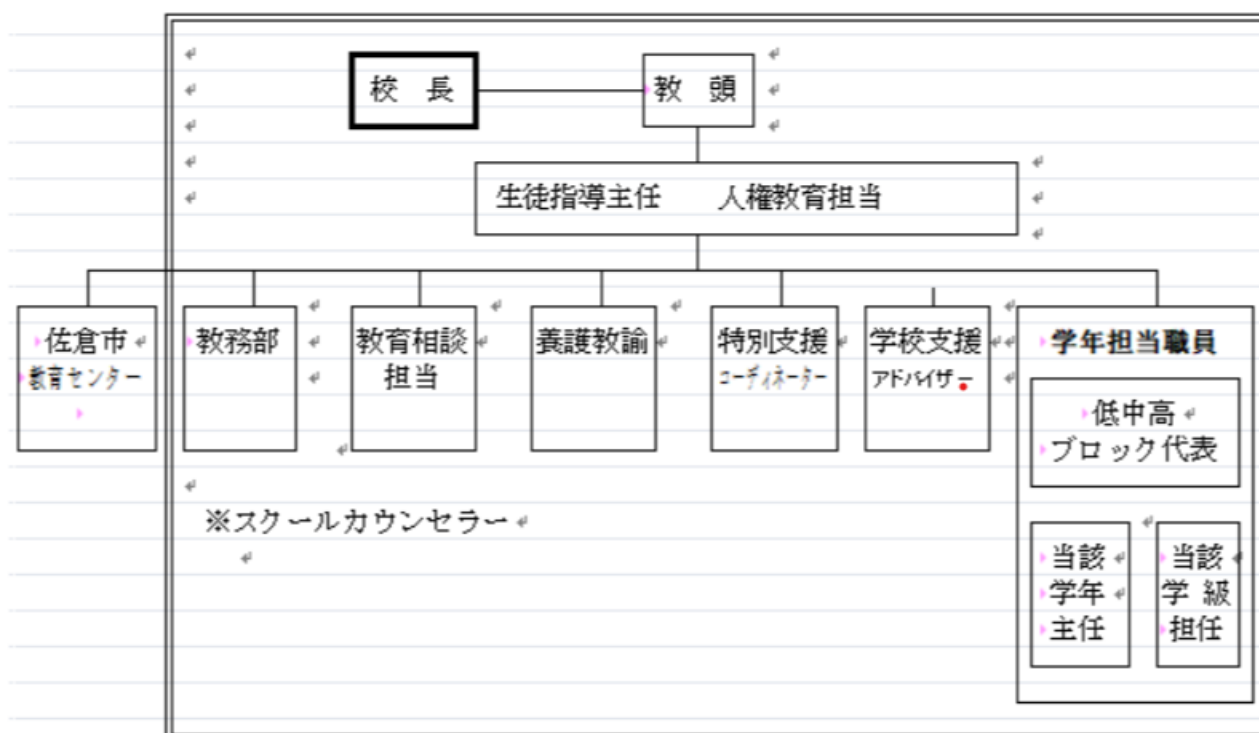 校　長
教　頭
生徒指導主任　　人権教育担当
佐倉市
教育センター
教務部
教育相談
担当
養護教諭
特別支援
コーディネーター
学校支援
アドバイザー
学年担当職員
低中高
ブロック代表
当該
学年
主任
当該
学 級
担任
※スクールカウンセラー